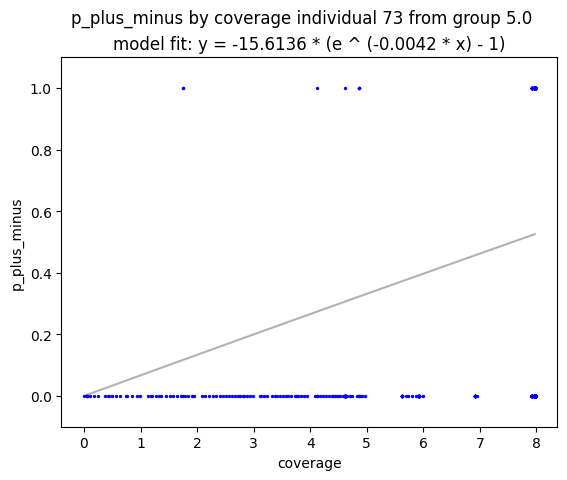 p_plus_minus by coverage individual 73 from group 5.0
model fit: y = -15.6136 * (e ^ (-0.0042 * x) - 1)
1.0
0.8
0.6
0.4
0.2
0.0
p_plus_minus
0 1 2 3 4 5 6 7 8
coverage